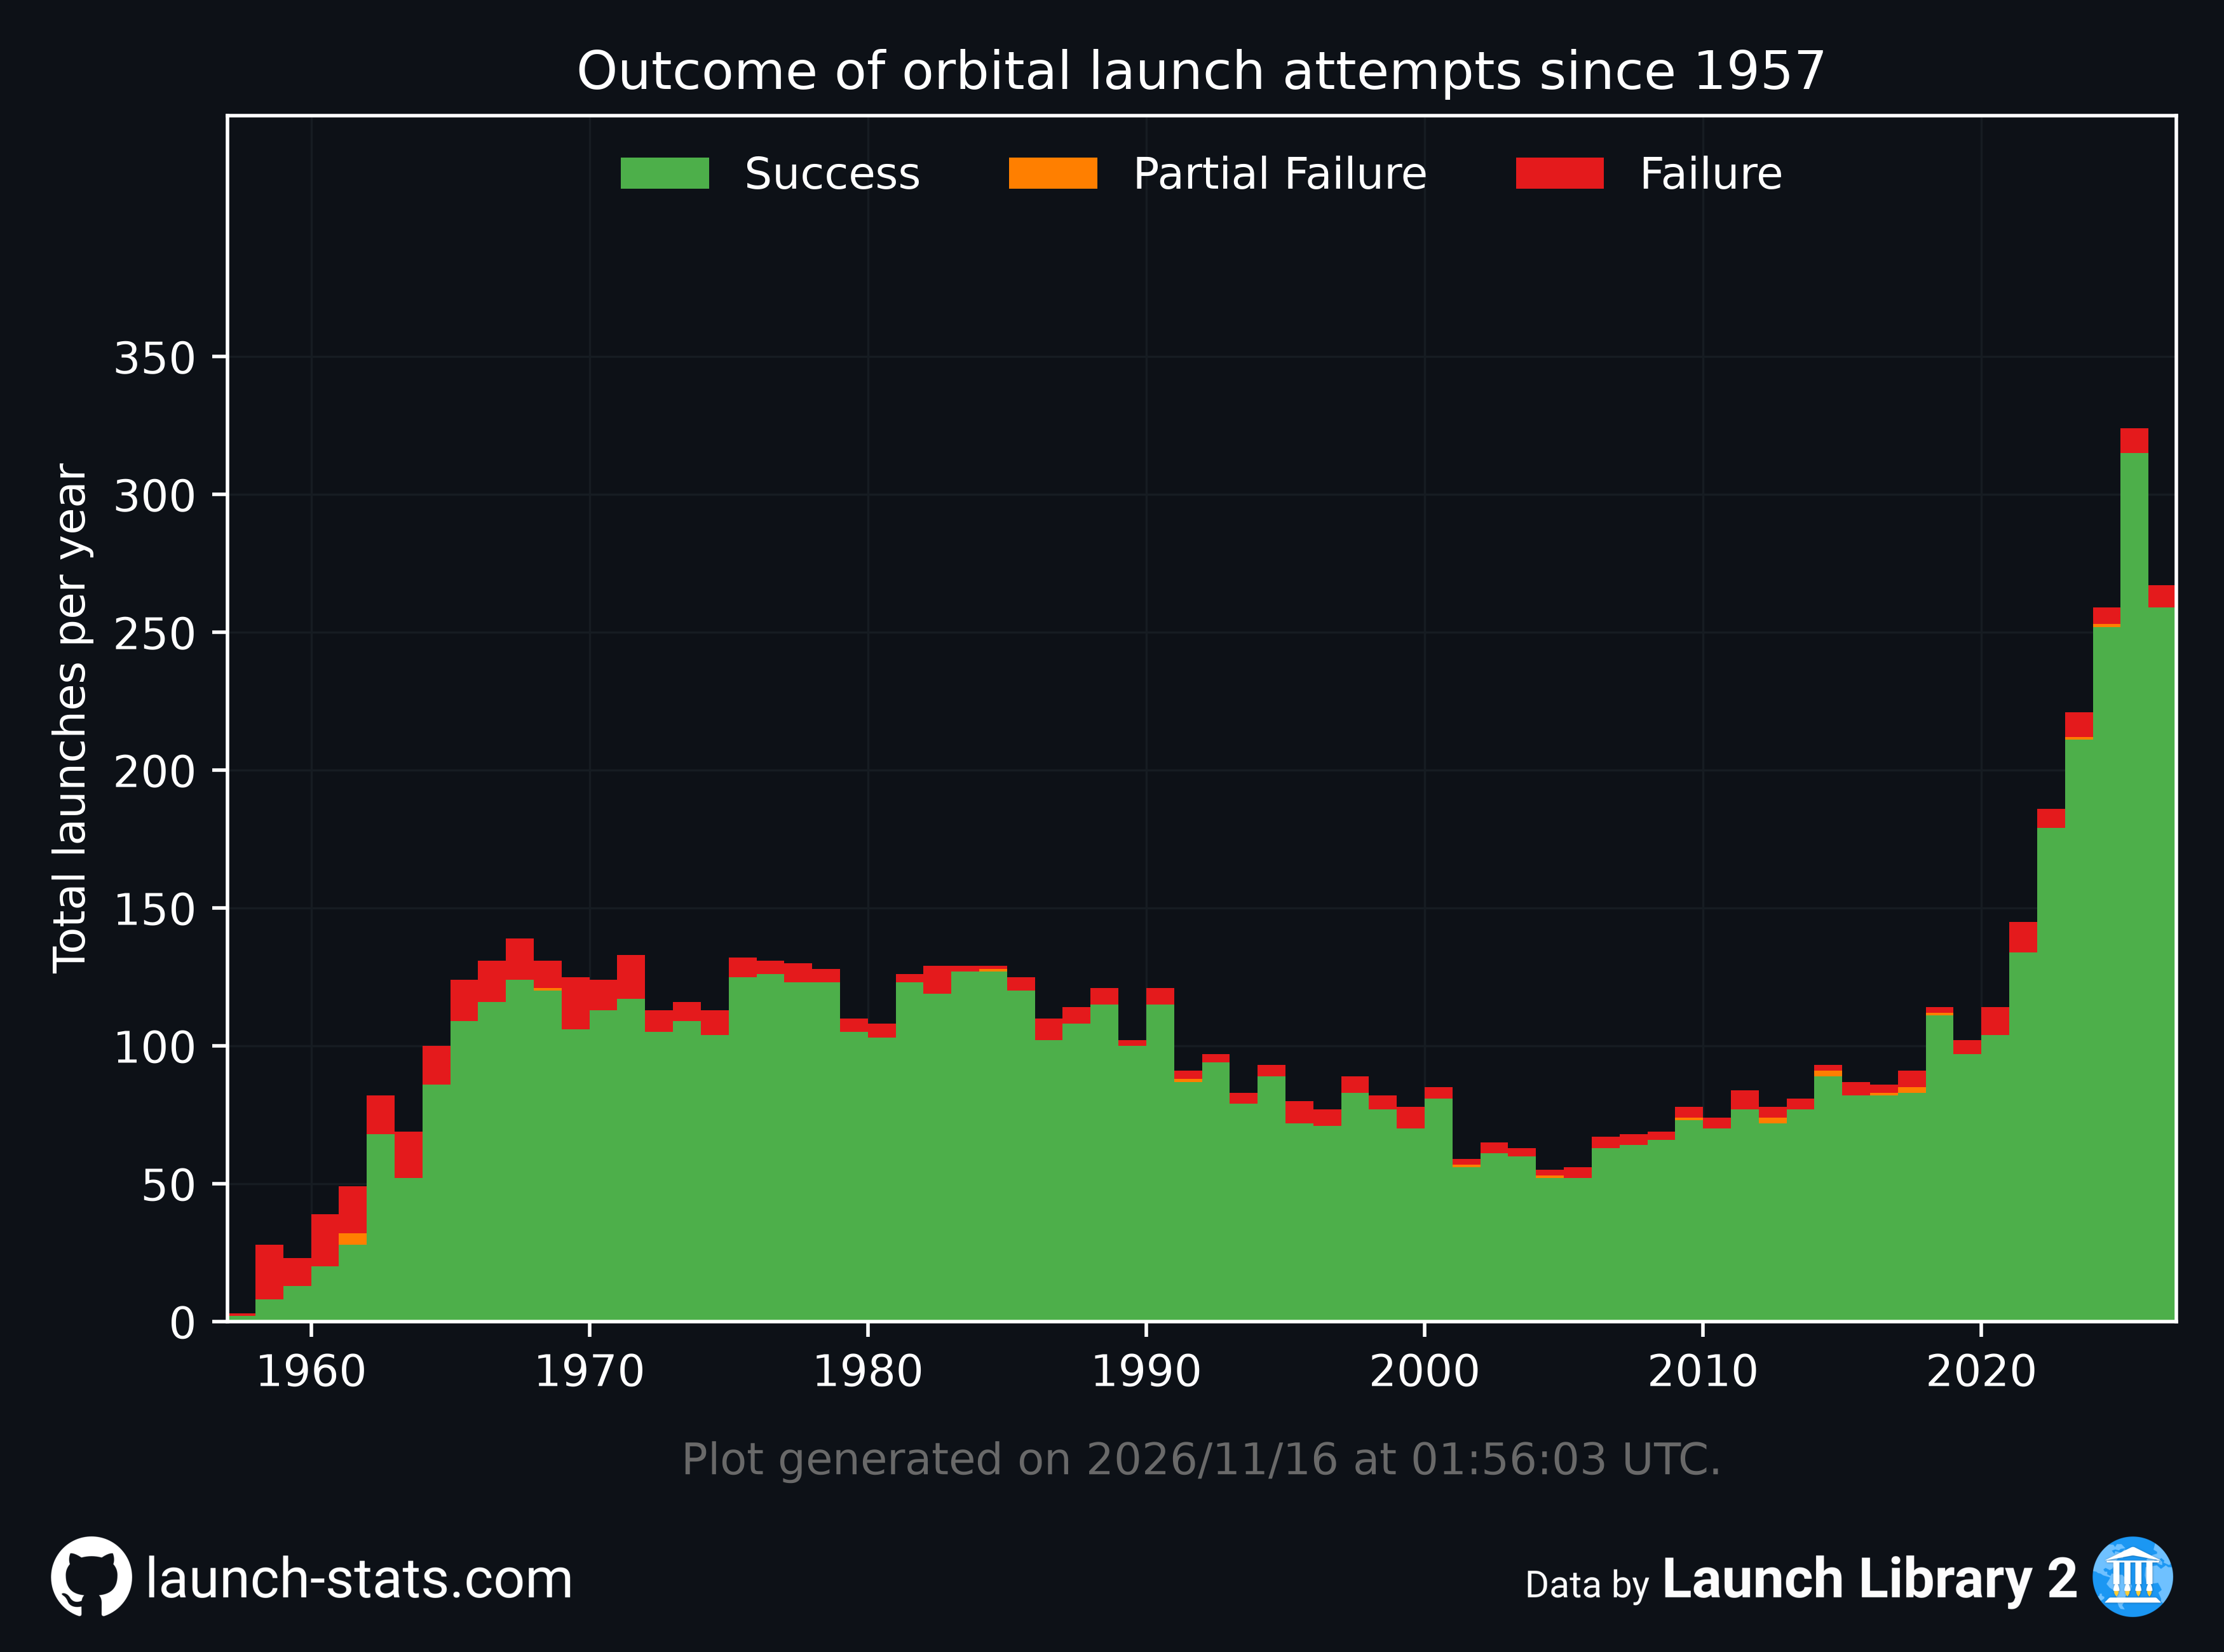 Outcome of orbital launch attempts since 1957
Success Partial Failure Failure
Total launches per year
350
300
250
200
150
100
50
0
1960 1970 1980 1990 2000 2010 2020
Plot generated on 2026/11/16 at 01:56:03 UTC.
launch-stats.com
Data by Launch Library 2